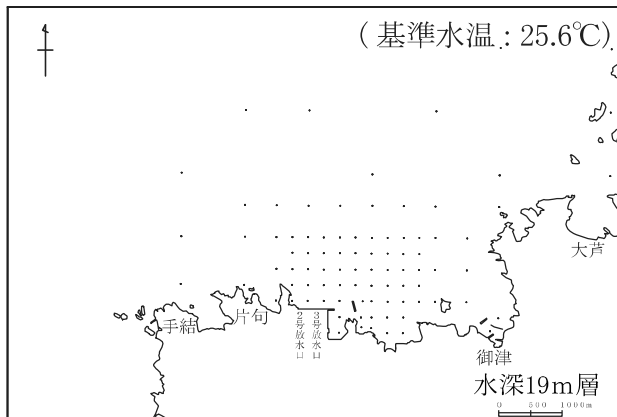 (基準水温：25.6℃)
大芦
手結
片句
2号放水口
3号放水口
御津
水深19m層
0 500 1000m